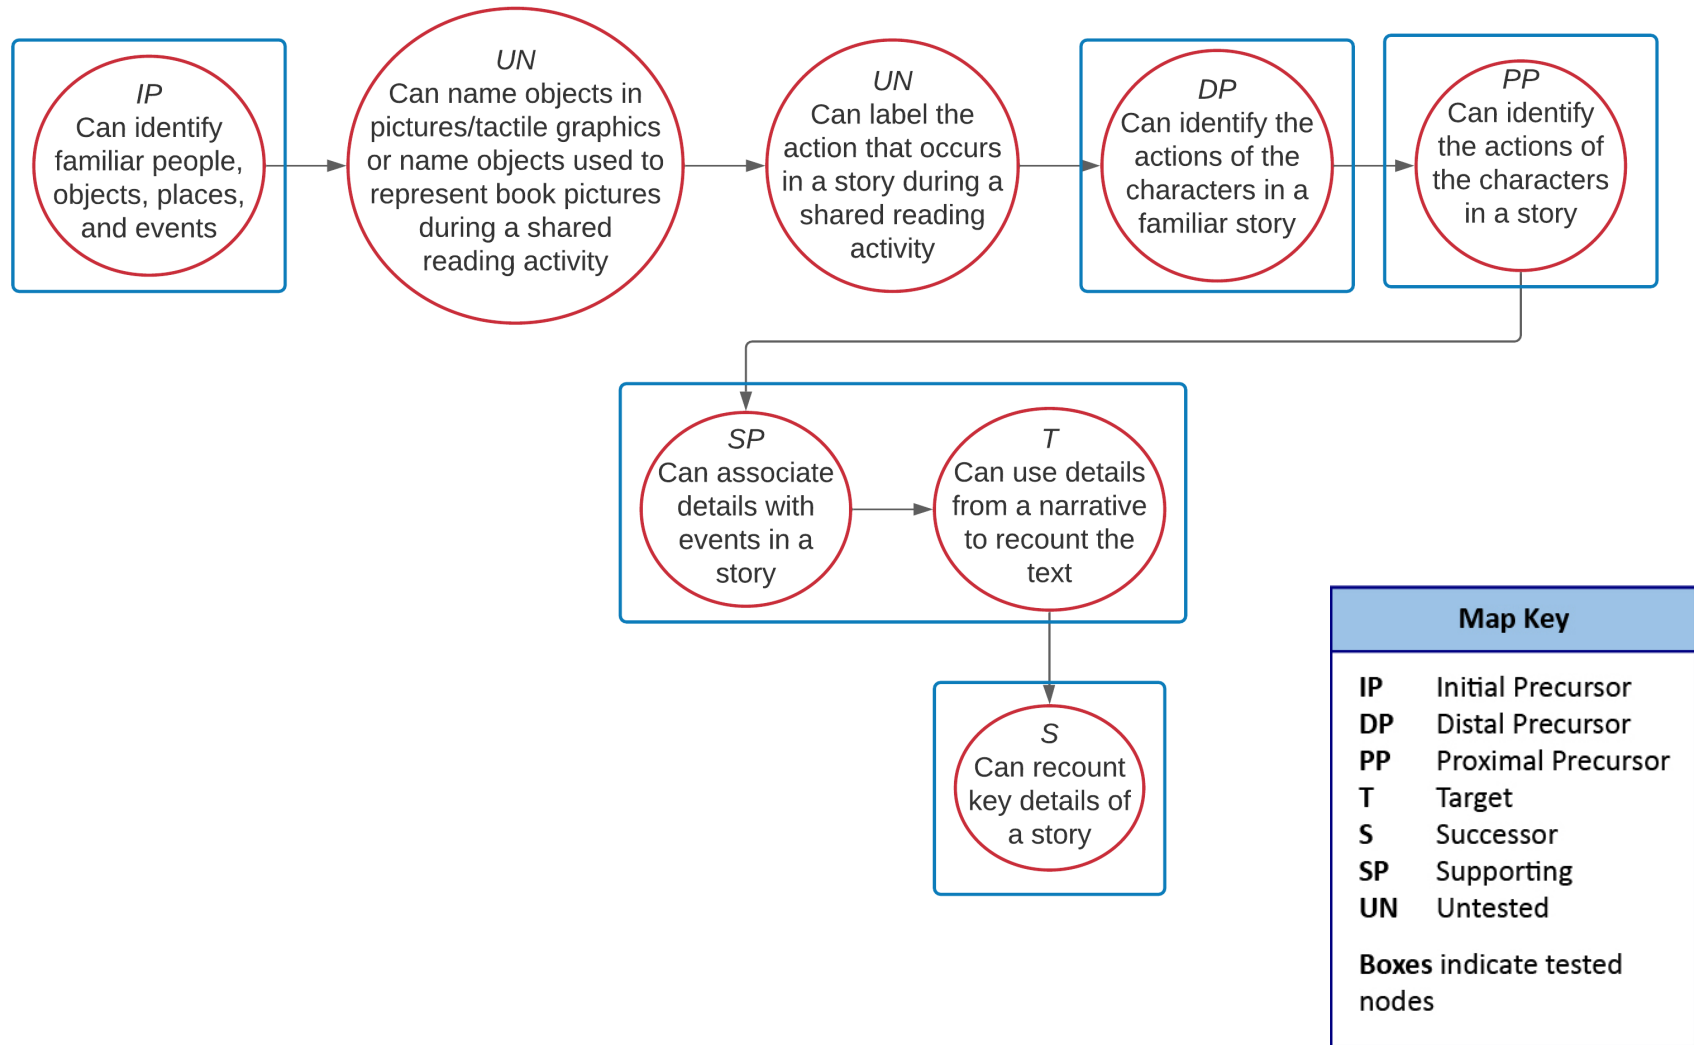 IP
Can identify
familiar people,
objects, places,
and events
UN
Can name objects in
pictures/tactile graphics
or name objects used to
represent book pictures
during a shared
reading activity
UN
Can label the
action that occurs
in a story during a
shared reading
activity
DP
Can identify the
actions of the
characters in a
familiar story
PP
Can identify
the actions of
the characters
in a story
SP
Can associate
details with
events in a
story
T
Can use details
from a narrative
to recount the
text
S
Can recount
key details of
a story
Map Key
IP Initial Precursor
DP Distal Precursor
PP Proximal Precursor
T Target
S Successor
SP Supporting
UN Untested
Boxes indicate tested
nodes